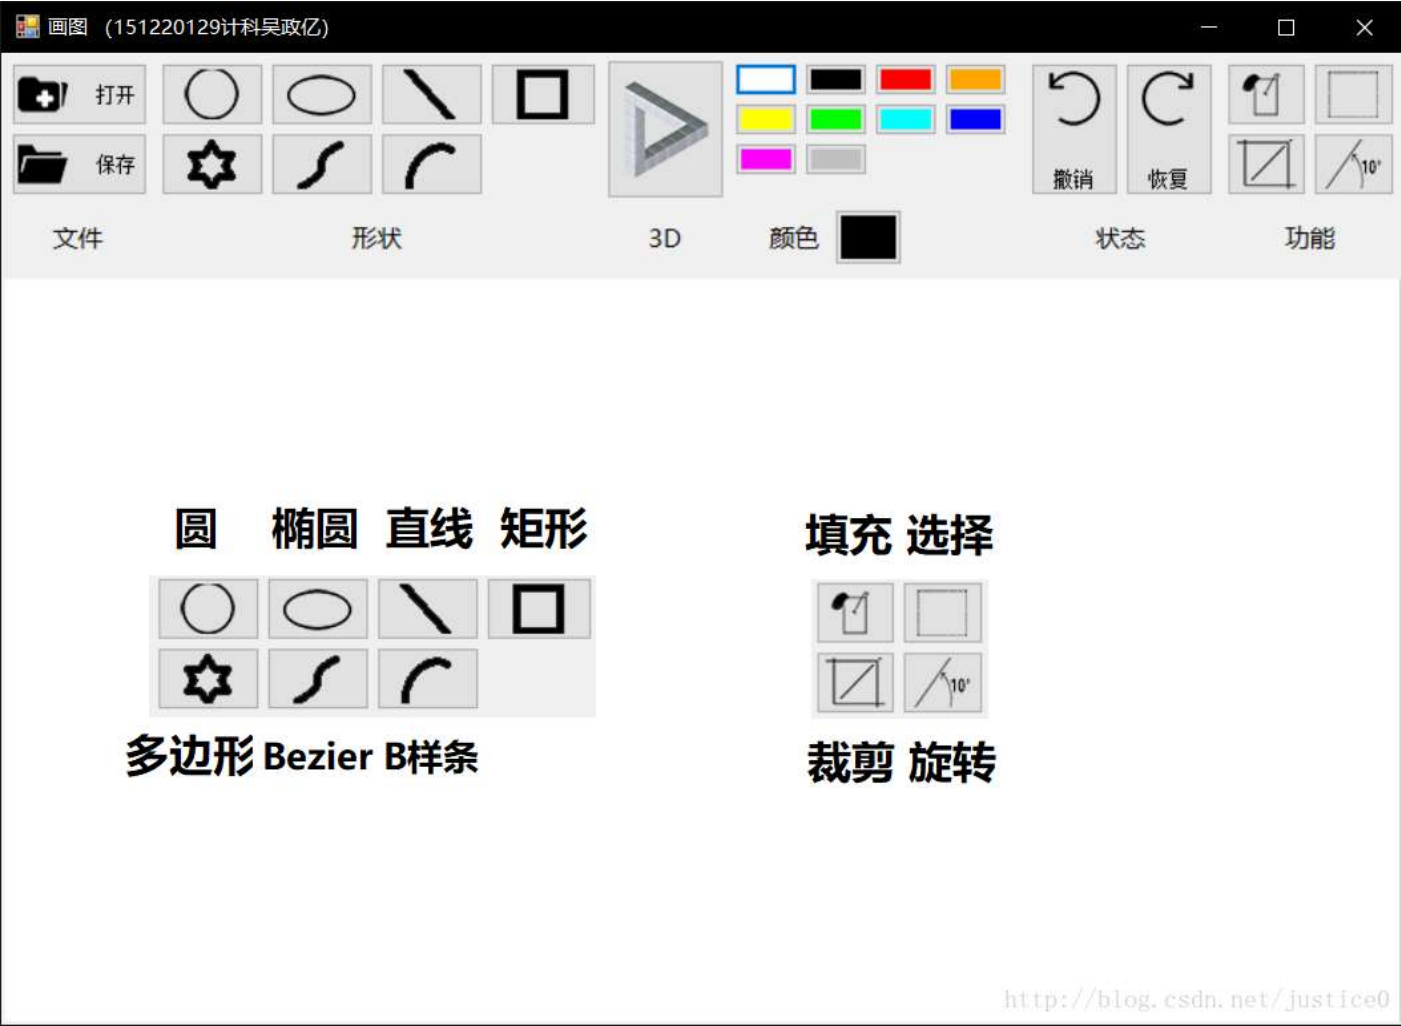 画图 (151220129计科吴政亿)
打开
保存
撤销
恢复
10°
文件
形状
3D
颜色
状态
功能
圆 椭圆 直线 矩形
填充 选择
10°
多边形 Bezier B样条
裁剪 旋转
http://blog.csdn.net/justice0